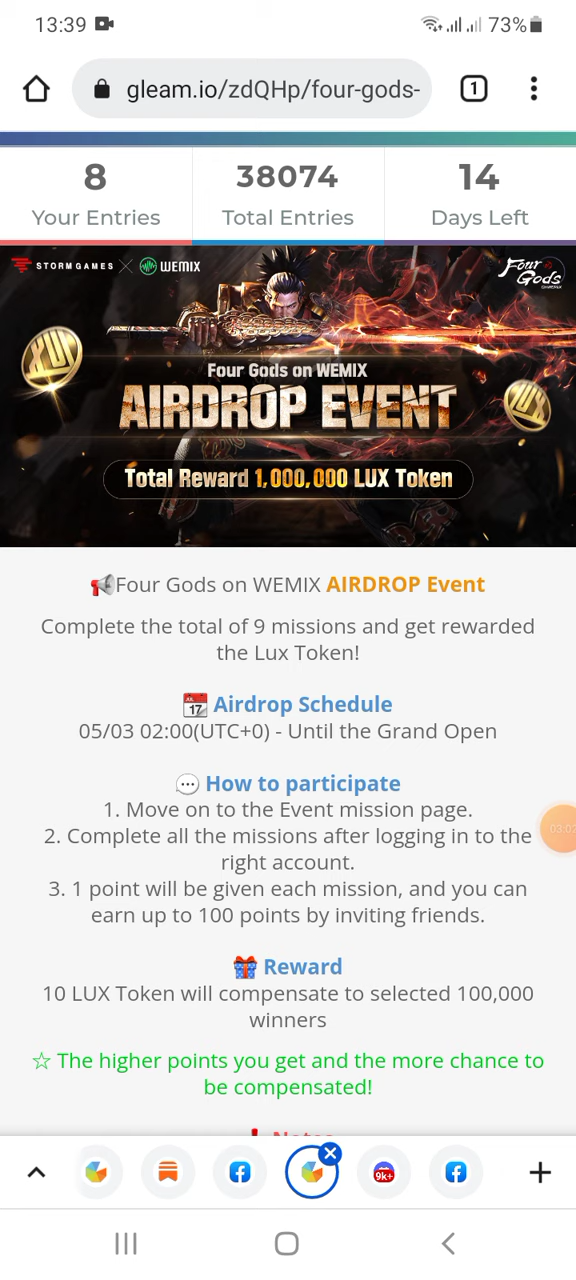 13:39
73%
gleam.io/zdQHp/four-gods-
1
8
38074
14
Your Entries
Total Entries
Days Left
STORMGAMES
WEMIX
Four Gods
Four Gods on WEMIX
AIRDROP EVENT
Total Reward 1,000,000 LUX Token
Four Gods on WEMIX AIRDROP Event
Complete the total of 9 missions and get rewarded
the Lux Token!
JUL 17 Airdrop Schedule
05/03 02:00(UTC+0) - Until the Grand Open
How to participate
1. Move on to the Event mission page.
2. Complete all the missions after logging in to the
right account.
03:02
3. 1 point will be given each mission, and you can
earn up to 100 points by inviting friends.
Reward
10 LUX Token will compensate to selected 100,000
winners
☆ The higher points you get and the more chance to
be compensated!
Notes
9k+